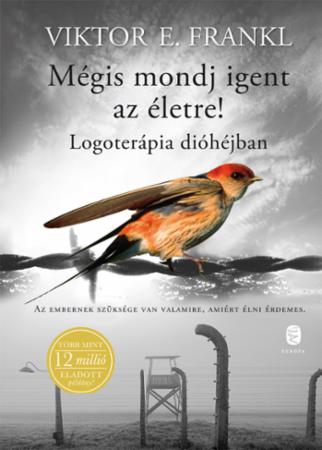 VIKTOR E. FRANKL
Mégis mondj igent
az életre!
Logoterápia dióhéjban
AZ EMBERNEK SZÜKSÉGE VAN VALAMIRE, AMIÉRT ÉLNI ÉRDEMES.
TÖBB MINT
12 millió
ELADOTT
példány!
EURÓPA